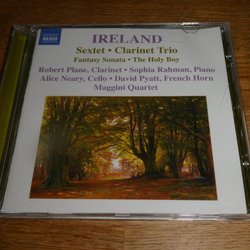 NAXOS
IRELAND
Sextet • Clarinet Trio
Fantasy Sonata • The Holy Boy
Robert Plane, Clarinet • Sophia Rahman, Piano
Alice Neary, Cello • David Pyatt, French Horn
Maggini Quartet